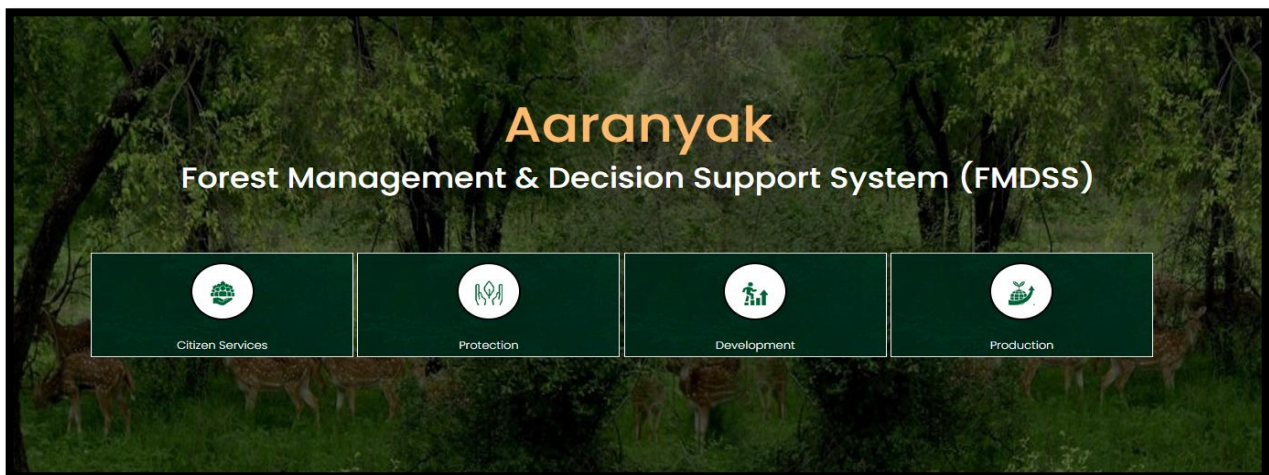 Aaranyak
Forest Management & Decision Support System (FMDSS)
Citizen Services
Protection
Development
Production